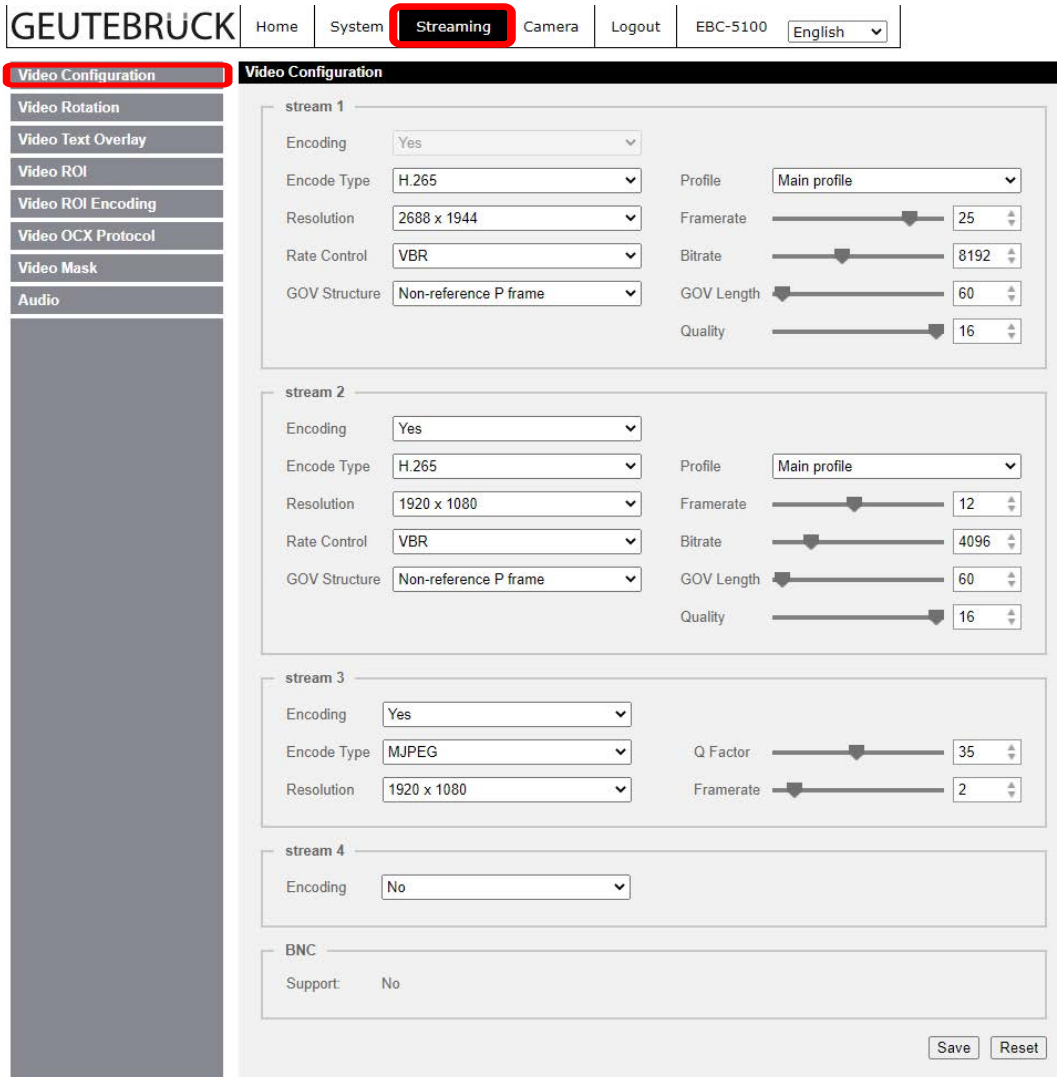 GEUTEBRÜCK Home System Streaming Camera Logout EBC-5100 English
Video Configuration
Video Rotation
Video Text Overlay
Video ROI
Video ROI Encoding
Video OCX Protocol
Video Mask
Audio
Video Configuration
stream 1
Encoding Yes
Encode Type H.265 Profile Main profile
Resolution 2688 x 1944 Framerate 25
Rate Control VBR Bitrate 8192
GOV Structure Non-reference P frame GOV Length 60
Quality 16
stream 2
Encoding Yes
Encode Type H.265 Profile Main profile
Resolution 1920 x 1080 Framerate 12
Rate Control VBR Bitrate 4096
GOV Structure Non-reference P frame GOV Length 60
Quality 16
stream 3
Encoding Yes
Encode Type MJPEG Q Factor 35
Resolution 1920 x 1080 Framerate 2
stream 4
Encoding No
BNC
Support: No
Save Reset